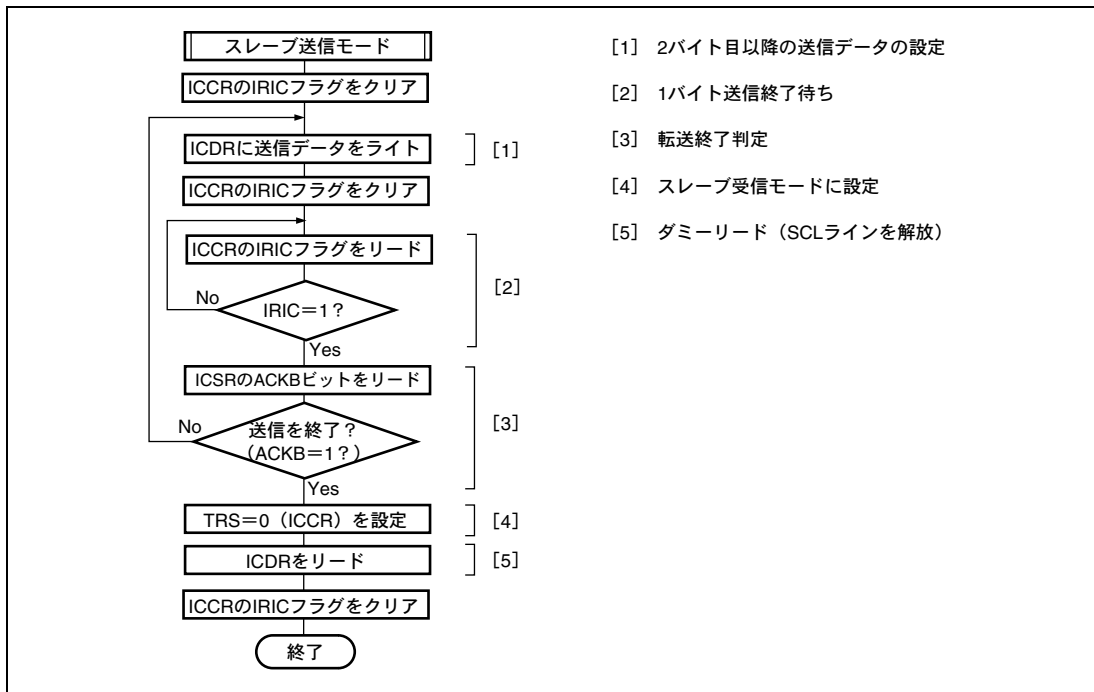 スレーブ送信モード
ICCRのIRICフラグをクリア
ICDRに送信データをライト
[1]
ICCRのIRICフラグをクリア
ICCRのIRICフラグをリード
[2]
No
IRIC=1?
Yes
ICSRのACKBビットをリード
[3]
No
送信を終了?
(ACKB=1?)
Yes
TRS=0(ICCR)を設定
[4]
ICDRをリード
[5]
ICCRのIRICフラグをクリア
終了
[1] 2バイト目以降の送信データの設定
[2] 1バイト送信終了待ち
[3] 転送終了判定
[4] スレーブ受信モードに設定
[5] ダミーリード(SCLラインを解放)